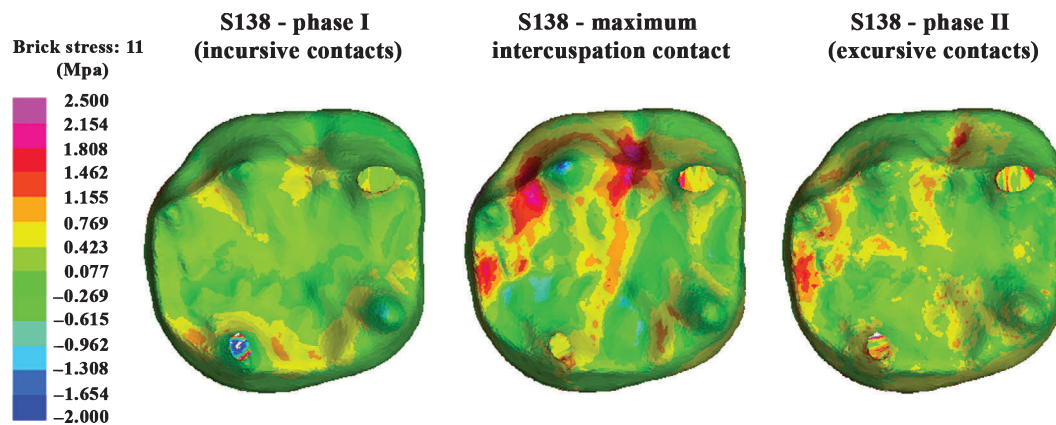 S138 - phase I
(incursive contacts)
S138 - maximum
intercuspation contact
S138 - phase II
(excursive contacts)
Brick stress: 11
(Mpa)
2.500
2.154
1.808
1.462
1.155
0.769
0.423
0.077
–0.269
–0.615
–0.962
–1.308
–1.654
–2.000